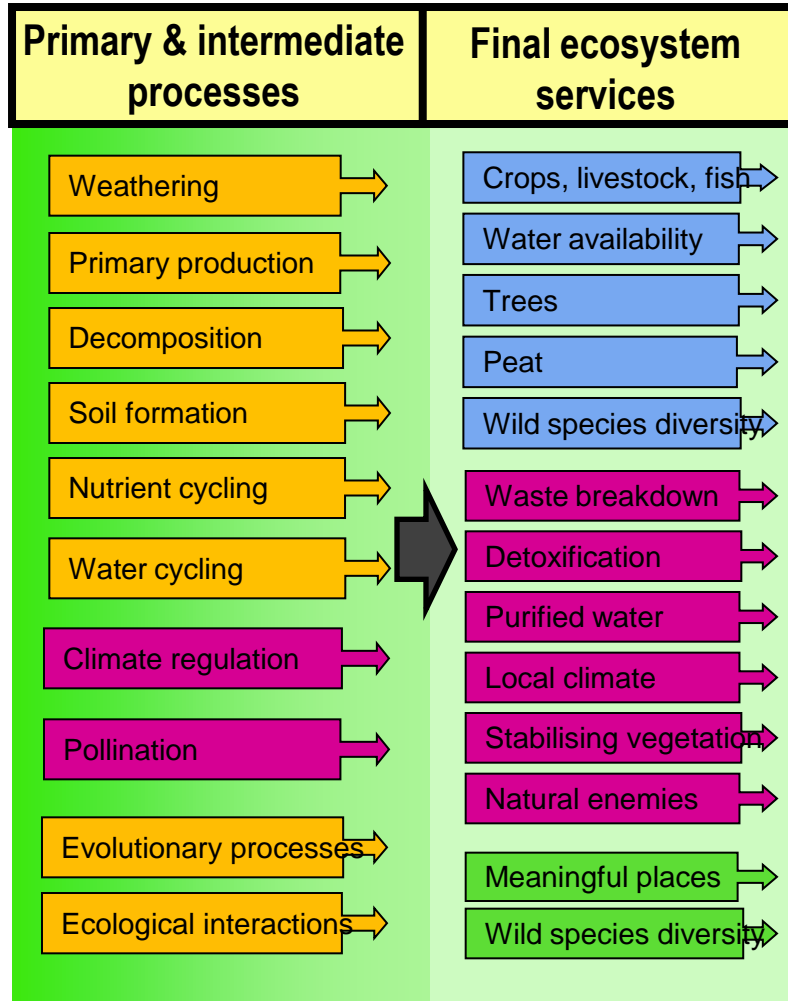 Primary & intermediate
processes
Final ecosystem
services
Weathering
Primary production
Decomposition
Soil formation
Nutrient cycling
Water cycling
Climate regulation
Pollination
Evolutionary processes
Ecological interactions
Crops, livestock, fish
Water availability
Trees
Peat
Wild species diversity
Waste breakdown
Detoxification
Purified water
Local climate
Stabilising vegetation
Natural enemies
Meaningful places
Wild species diversity